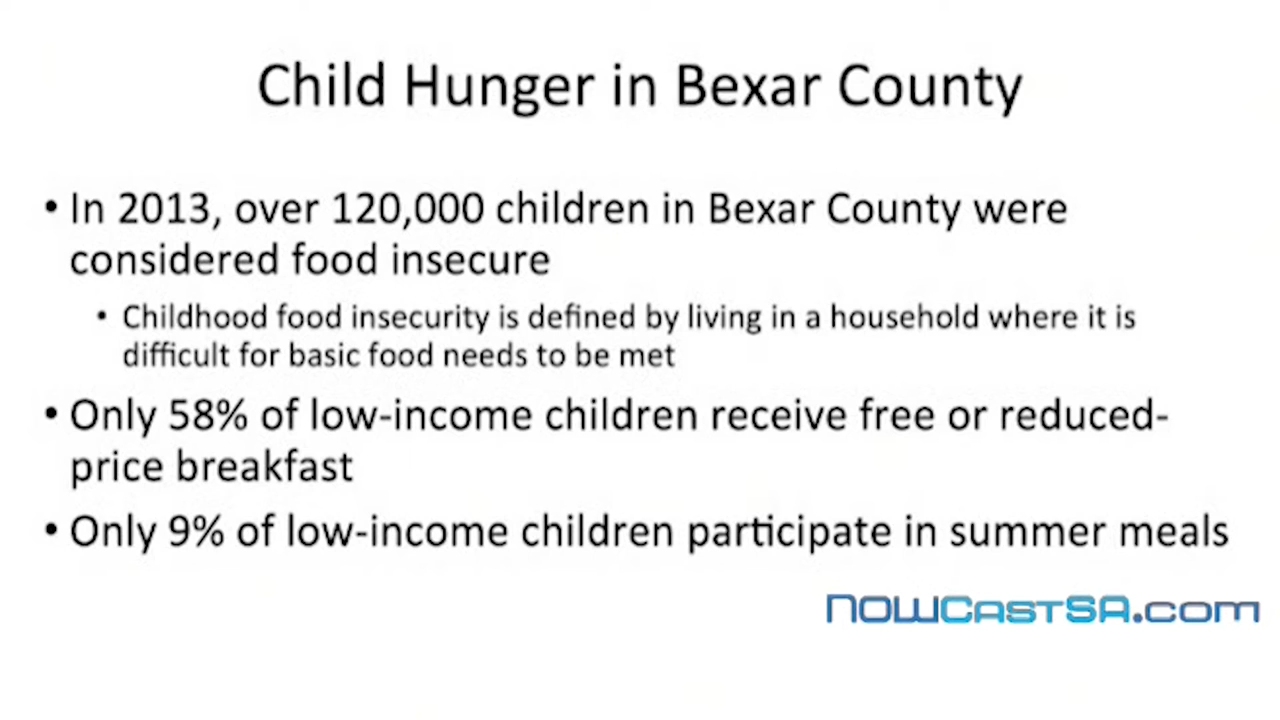 Child Hunger in Bexar County
• In 2013, over 120,000 children in Bexar County were
considered food insecure
• Childhood food insecurity is defined by living in a household where it is
difficult for basic food needs to be met
• Only 58% of low-income children receive free or reduced-
price breakfast
• Only 9% of low-income children participate in summer meals
NOWCastSA.com